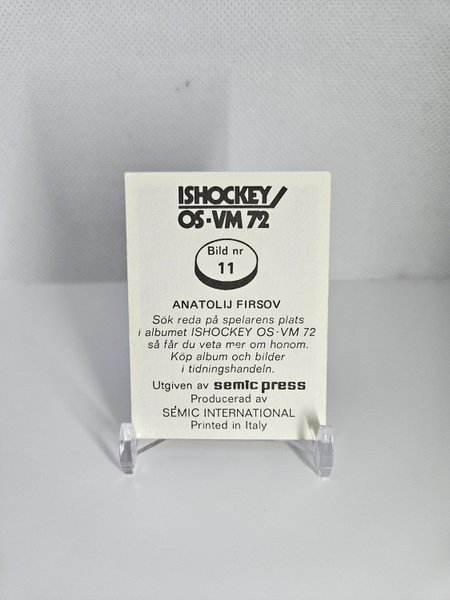 ISHOCKEY/
OS·VM 72
Bild nr
11
ANATOLIJ FIRSOV
Sök reda på spelarens plats
i albumet ISHOCKEY OS·VM 72
så får du veta mer om honom.
Köp album och bilder
i tidningshandeln.
Utgiven av semic press
Producerad av
SEMIC INTERNATIONAL
Printed in Italy